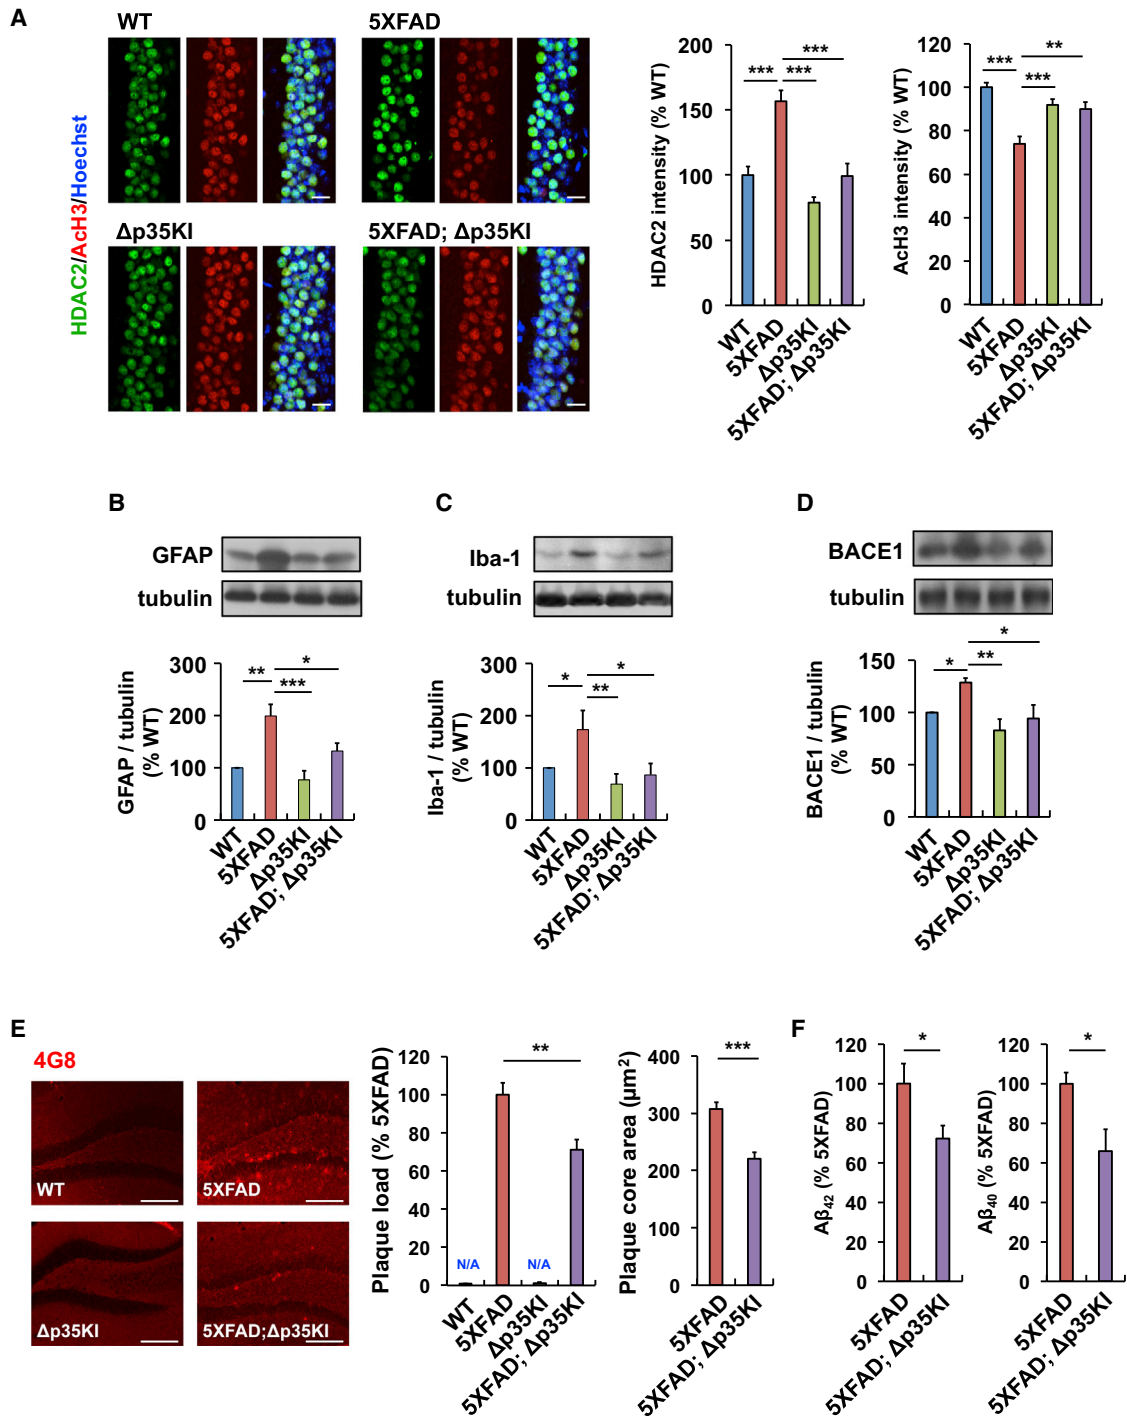 A
WT
5XFAD
HDAC2/AcH3/Hoechst
Δp35KI
5XFAD; Δp35KI
HDAC2 intensity (% WT)
200
150
100
50
0
***
***
***
WT
5XFAD
Δp35KI
5XFAD; Δp35KI
AcH3 intensity (% WT)
120
100
80
60
40
20
0
**
***
***
WT
5XFAD
Δp35KI
5XFAD; Δp35KI
B
GFAP
tubulin
GFAP / tubulin
(% WT)
300
200
100
0
*
**
***
WT
5XFAD
Δp35KI
5XFAD; Δp35KI
C
Iba-1
tubulin
Iba-1 / tubulin
(% WT)
300
200
100
0
*
*
**
WT
5XFAD
Δp35KI
5XFAD; Δp35KI
D
BACE1
tubulin
BACE1 / tubulin
(% WT)
150
100
50
0
*
*
**
WT
5XFAD
Δp35KI
5XFAD; Δp35KI
E
4G8
WT
5XFAD
Δp35KI
5XFAD;Δp35KI
Plaque load (% 5XFAD)
120
100
80
60
40
20
0
**
N/A
N/A
WT
5XFAD
Δp35KI
5XFAD; Δp35KI
Plaque core area (µm²)
400
300
200
100
0
***
5XFAD
5XFAD; Δp35KI
F
Aβ₄₂ (% 5XFAD)
120
100
80
60
40
20
0
*
5XFAD
5XFAD; Δp35KI
Aβ₄₀ (% 5XFAD)
120
100
80
60
40
20
0
*
5XFAD
5XFAD; Δp35KI